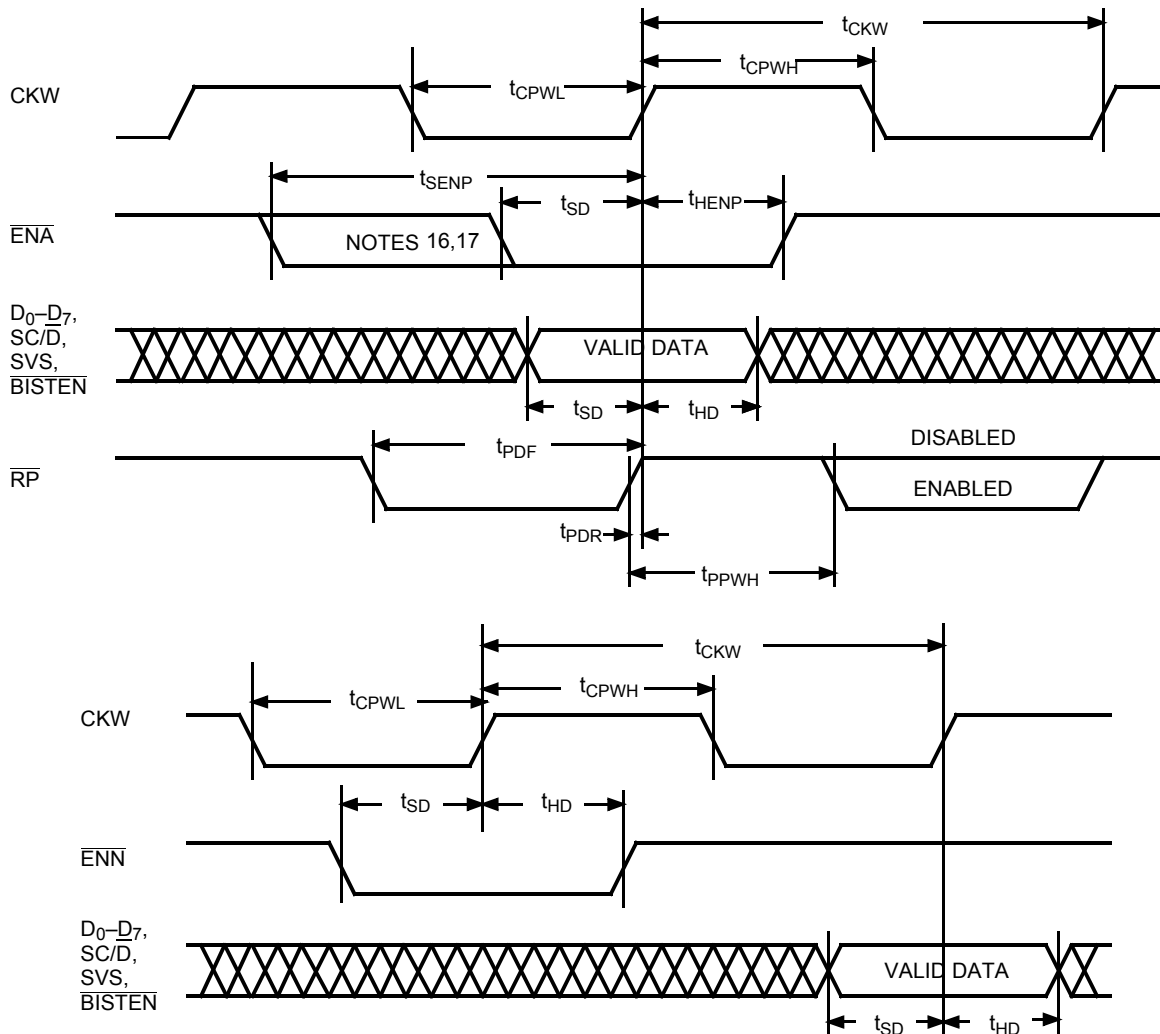 tCKW
tCPWH
tCPWL
CKW
tSENP
tSD
tHENP
ENA
NOTES 16,17
D0–D7,
SC/D,
SVS,
BISTEN
VALID DATA
tSD
tHD
tPDF
DISABLED
RP
ENABLED
tPDR
tPPWH
tCKW
tCPWL
tCPWH
CKW
tSD
tHD
ENN
D0–D7,
SC/D,
SVS,
BISTEN
VALID DATA
tSD
tHD